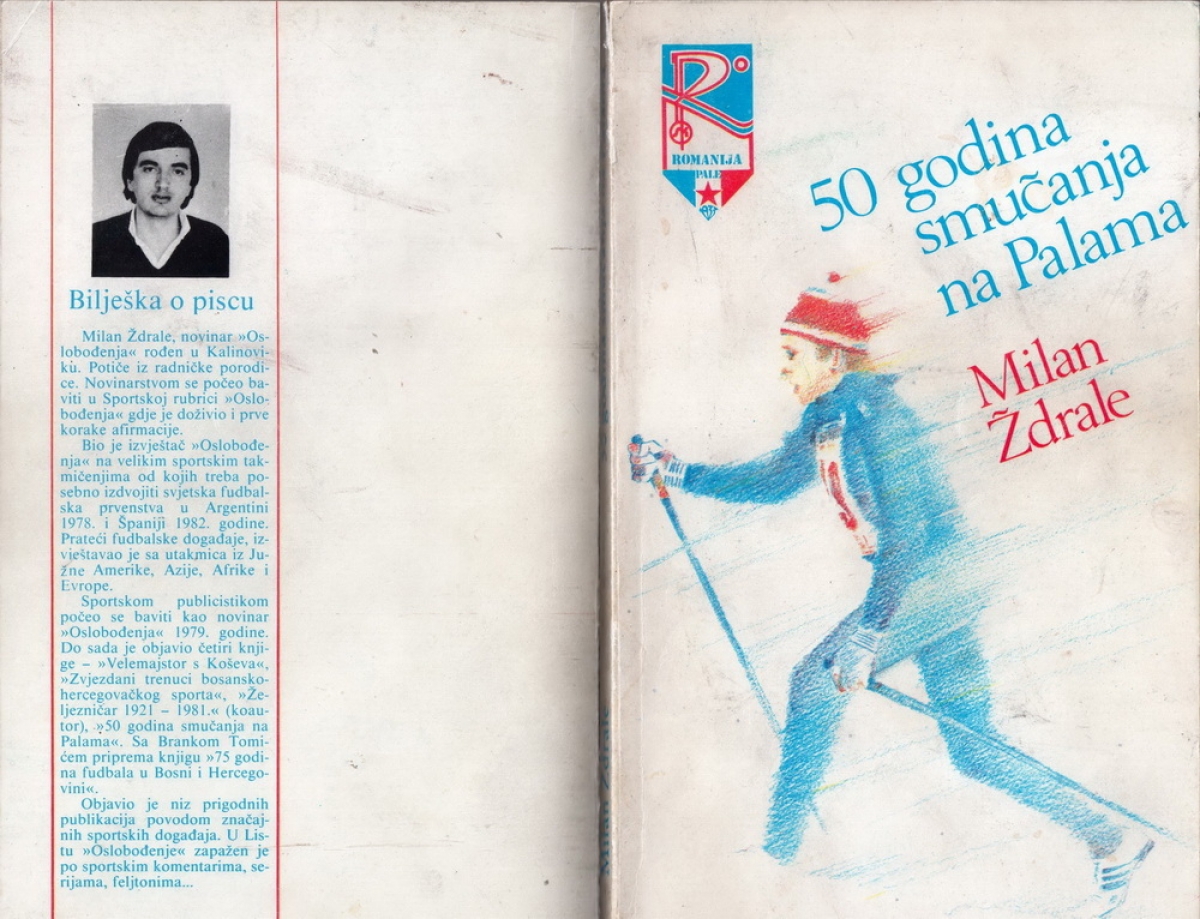 Bilješka o piscu
Milan Ždrale, novinar »Os-
lobođenja« rođen u Kalinovi-
ku. Potiče iz radničke porodi-
ce. Novinarstvom se počeo ba-
viti u Sportskoj rubrici »Oslo-
bođenja« gdje je doživio i prve
korake afirmacije.
Bio je izvještač »Oslobođe-
nja« na velikim sportskim tak-
mičenjima od kojih treba po-
sebno izdvojiti svjetska fudbal-
ska prvenstva u Argentini
1978. i Španiji 1982. godine.
Prateći fudbalske događaje, iz-
vještavao je sa utakmica iz Ju-
žne Amerike, Azije, Afrike i
Evrope.
Sportskom publicistikom
počeo se baviti kao novinar
»Oslobođenja« 1979. godine.
Do sada je objavio četiri knji-
ge – »Velemajstor s Koševa«,
»Zvjezdani trenuci bosansko-
hercegovačkog sporta«, »Že-
ljezničar 1921 – 1981.« (koau-
tor), »50 godina smučanja na
Palama«. Sa Brankom Tomi-
ćem priprema knjigu »75 godi-
na fudbala u Bosni i Hercego-
vini«.
Objavio je niz prigodnih
publikacija povodom značaj-
nih sportskih događaja. U Lis-
tu »Oslobođenje« zapažen je
po sportskim komentarima, se-
rijama, feljtonima...
Milan Ždrale
R
SK
ROMANIJA
PALE
50 godina
smučanja
na Palama
Milan
Ždrale